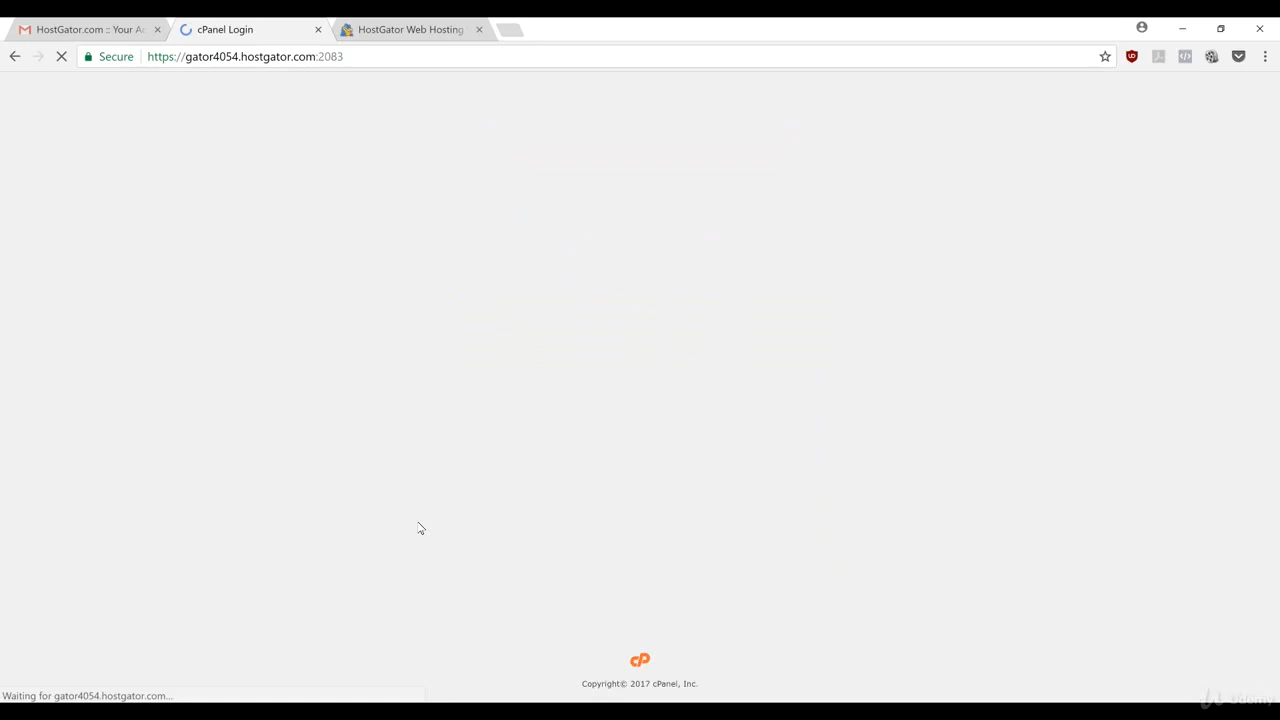 HostGator.com :: Your Ac
cPanel Login
HostGator Web Hosting
Secure
https://gator4054.hostgator.com:2083
cP
Copyright© 2017 cPanel, Inc.
Waiting for gator4054.hostgator.com...
Udemy